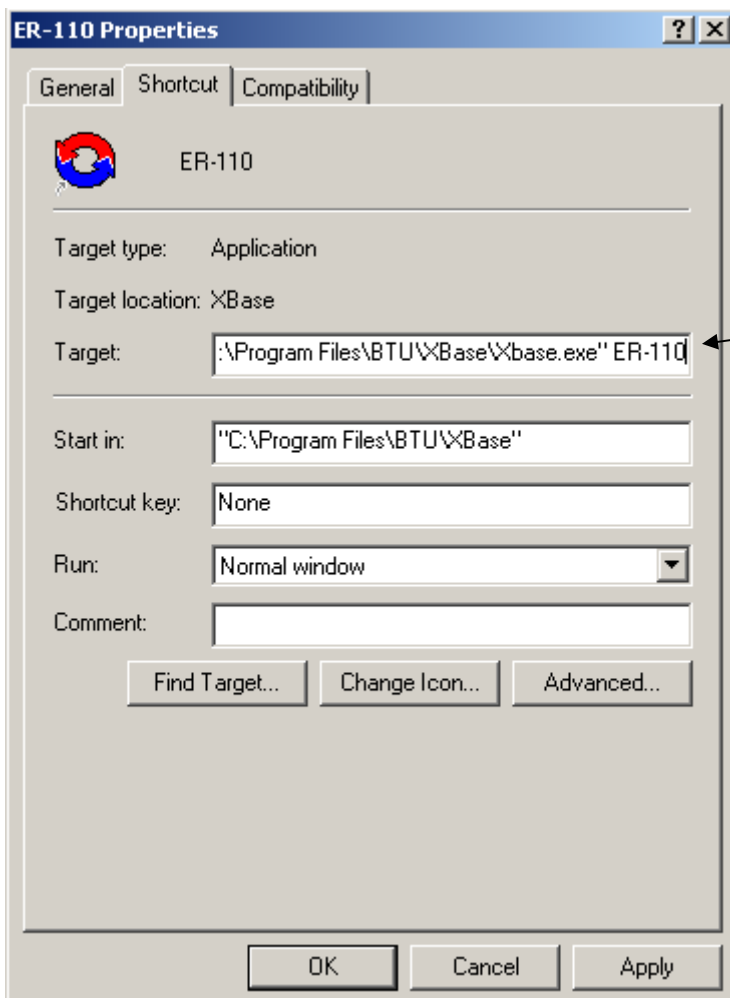 ER-110 Properties
General Shortcut Compatibility
ER-110
Target type: Application
Target location: XBase
Target: :\Program Files\BTU\XBase\Xbase.exe" ER-110
Start in: "C:\Program Files\BTU\XBase"
Shortcut key: None
Run: Normal window
Comment:
Find Target... Change Icon... Advanced...
OK Cancel Apply